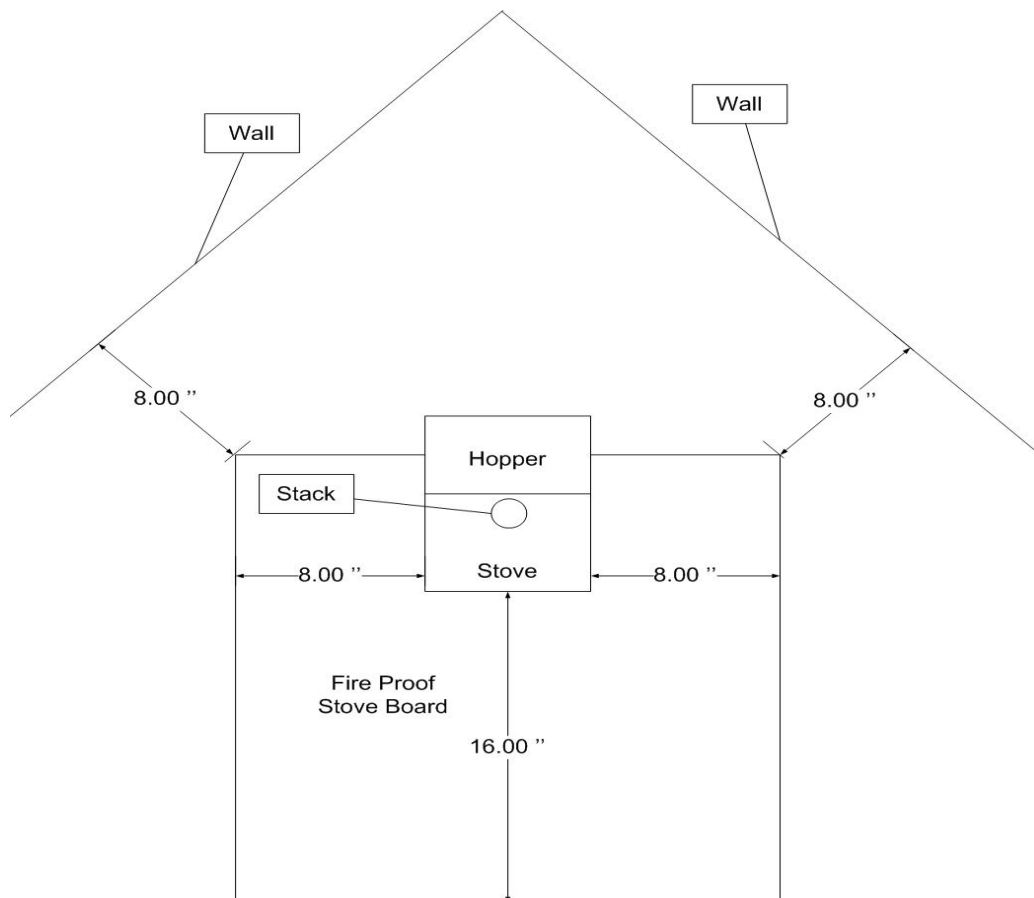 Wall
Wall
8.00 ’’
8.00 ’’
Hopper
Stack
8.00 ’’
Stove
8.00 ’’
Fire Proof
Stove Board
16.00 ’’